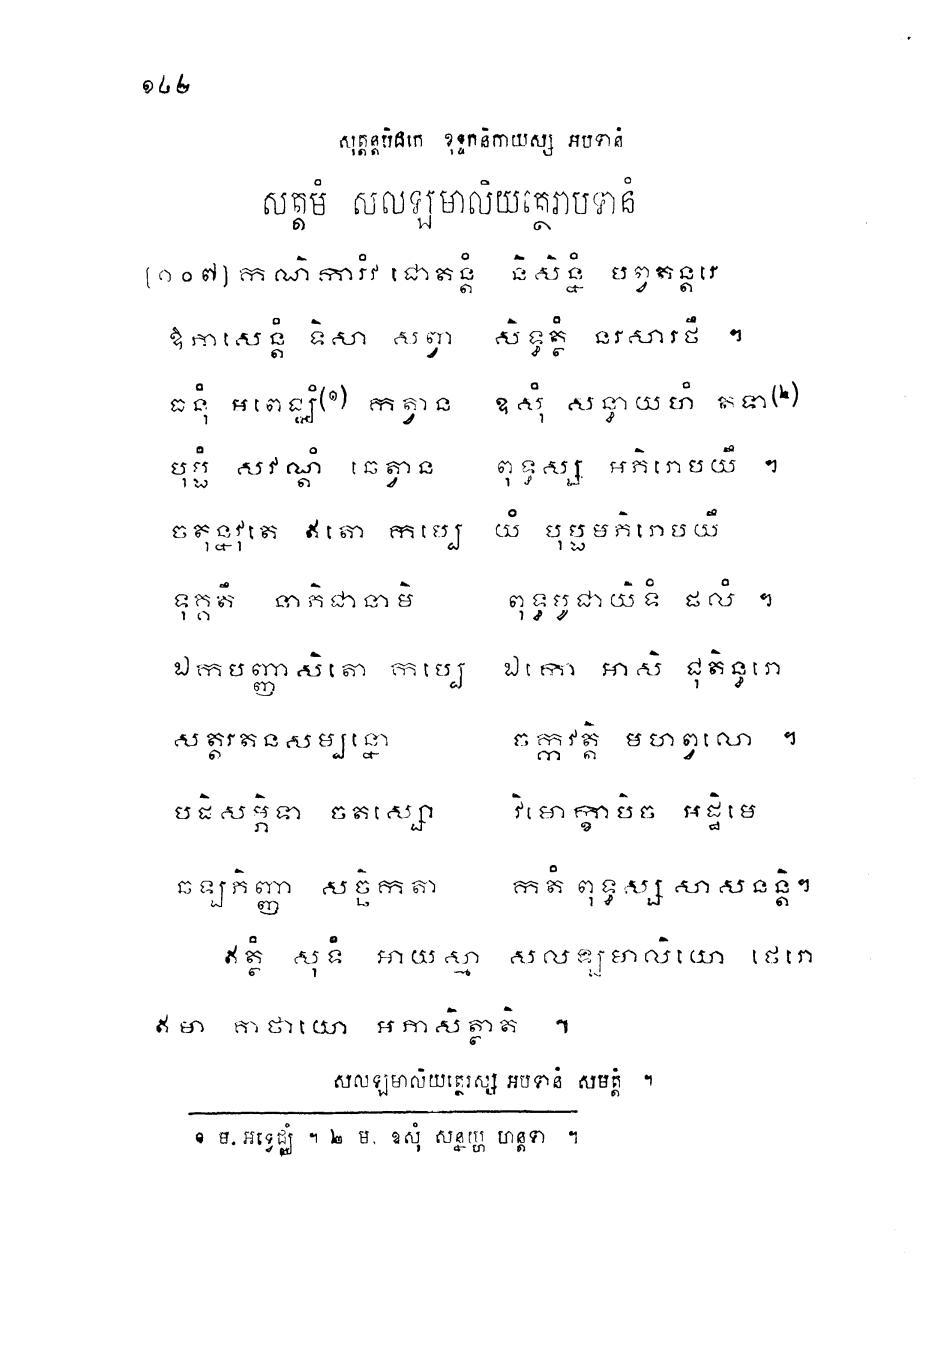 ១៤២
សុត្តន្តបិដកេ ខុទ្ទកនិកាយស្ស អបទានំ
សត្តមំ សលឡមាលិយត្ថេរាបទានំ
[១០៧] កណិការំវ ជោតន្តំ និសិន្នំ បព្វតន្តរេ
ឱភាសេន្តំ ទិសា សព្វា សិទ្ធត្ថំ នរសារថឹ ។
ធនុំ អពេជ្ឈំ(១) កត្វាន ឧសុំ សន្ធាយហំ តទា(២)
បុប្ផំ សវណ្ដំ ឆេត្វាន ពុទ្ធស្ស អភិរោបយឹ ។
ចតុន្នវុតេ ឥតោ កប្បេ យំ បុប្ផមភិរោបយឹ
ទុគ្គតឹ នាភិជានាមិ ពុទ្ធបូជាយិទំ ផលំ ។
ឯកបញ្ញាសិតោ កប្បេ ឯកោ អាសិ ជុតិន្ធរោ
សត្តរតនសម្បន្នោ ចក្កវត្តិ មហព្វលោ ។
បដិសម្ភិទា ចតស្សោ វិមោក្ខាបិច អដ្ឋិមេ
ឆឡភិញ្ញា សច្ឆិកតា កតំ ពុទ្ធស្ស សាសនន្តិ។
ឥត្ថំ សុទំ អាយស្មា សលឡមាលិយោ ថេរោ
ឥមា គាថាយោ អភាសិត្ថាតិ ។
សលឡមាលិយត្ថេរស្ស អបទានំ សមត្តំ ។
១ ម. អទ្វេជ្ឈំ ។ ២ ម. ឧសុំ សន្នយ្ហ ហន្តទា ។